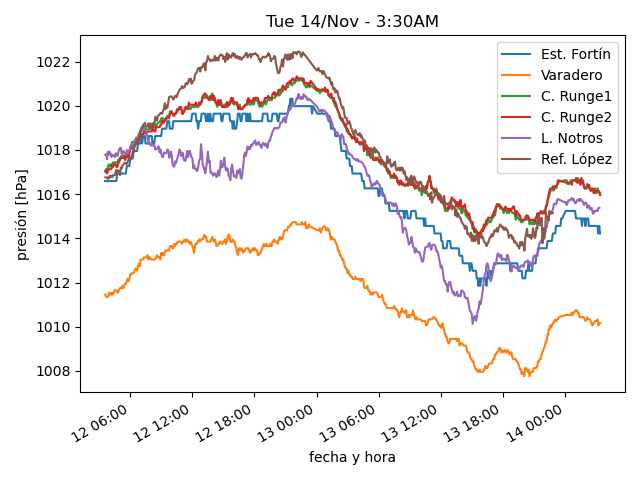 Tue 14/Nov - 3:30AM
presión [hPa]
1022
1020
1018
1016
1014
1012
1010
1008
Est. Fortín
Varadero
C. Runge1
C. Runge2
L. Notros
Ref. López
12 06:00
12 12:00
12 18:00
13 00:00
13 06:00
13 12:00
13 18:00
14 00:00
fecha y hora